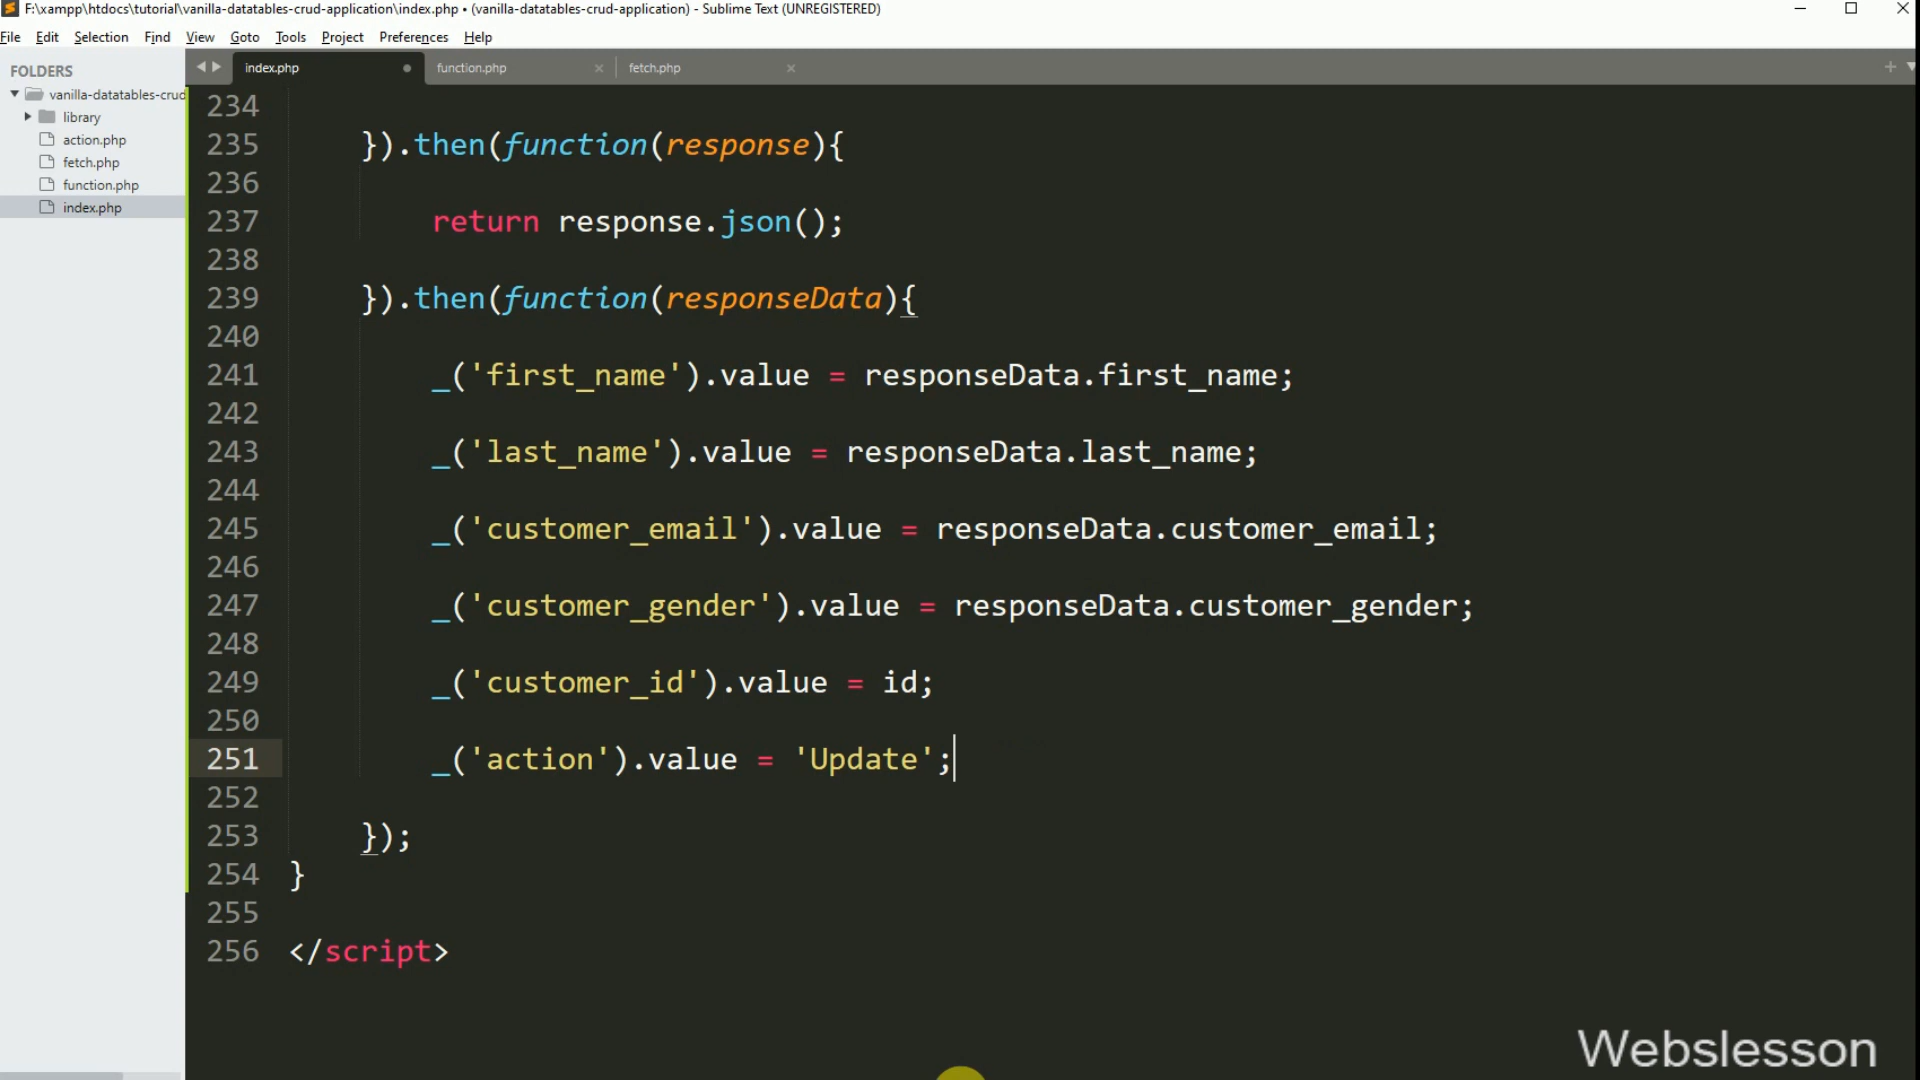 F:\xampp\htdocs\tutorial\vanilla-datatables-crud-application\index.php • (vanilla-datatables-crud-application) - Sublime Text (UNREGISTERED)
File Edit Selection Find View Goto Tools Project Preferences Help
FOLDERS
vanilla-datatables-crud
library
action.php
fetch.php
function.php
index.php
index.php function.php fetch.php
234
235 }).then(function(response){
236
237 return response.json();
238
239 }).then(function(responseData){
240
241 _('first_name').value = responseData.first_name;
242
243 _('last_name').value = responseData.last_name;
244
245 _('customer_email').value = responseData.customer_email;
246
247 _('customer_gender').value = responseData.customer_gender;
248
249 _('customer_id').value = id;
250
251 _('action').value = 'Update';
252
253 });
254 }
255
256 </script>
Webslesson